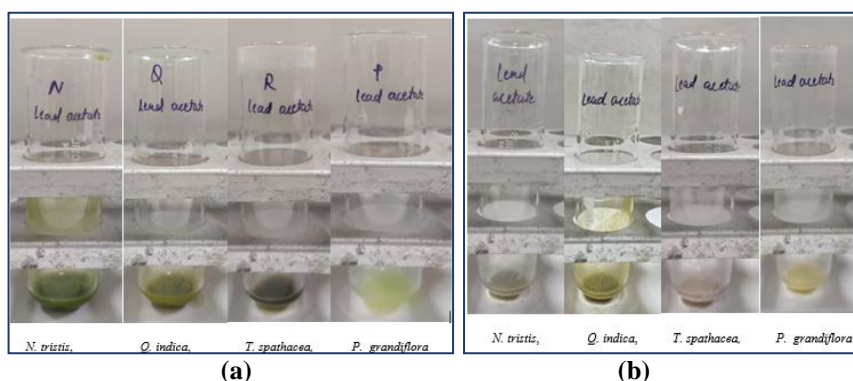 N
lead acetate
Q
lead acetate
R
lead acetate
P
lead acetate
N. tristis,
Q. indica,
T. spathacea,
P. grandiflora
(a)
Lead
acetate
lead acetate
lead acetate
lead acetate
N. tristis,
Q. indica,
T. spathacea,
P. grandiflora
(b)